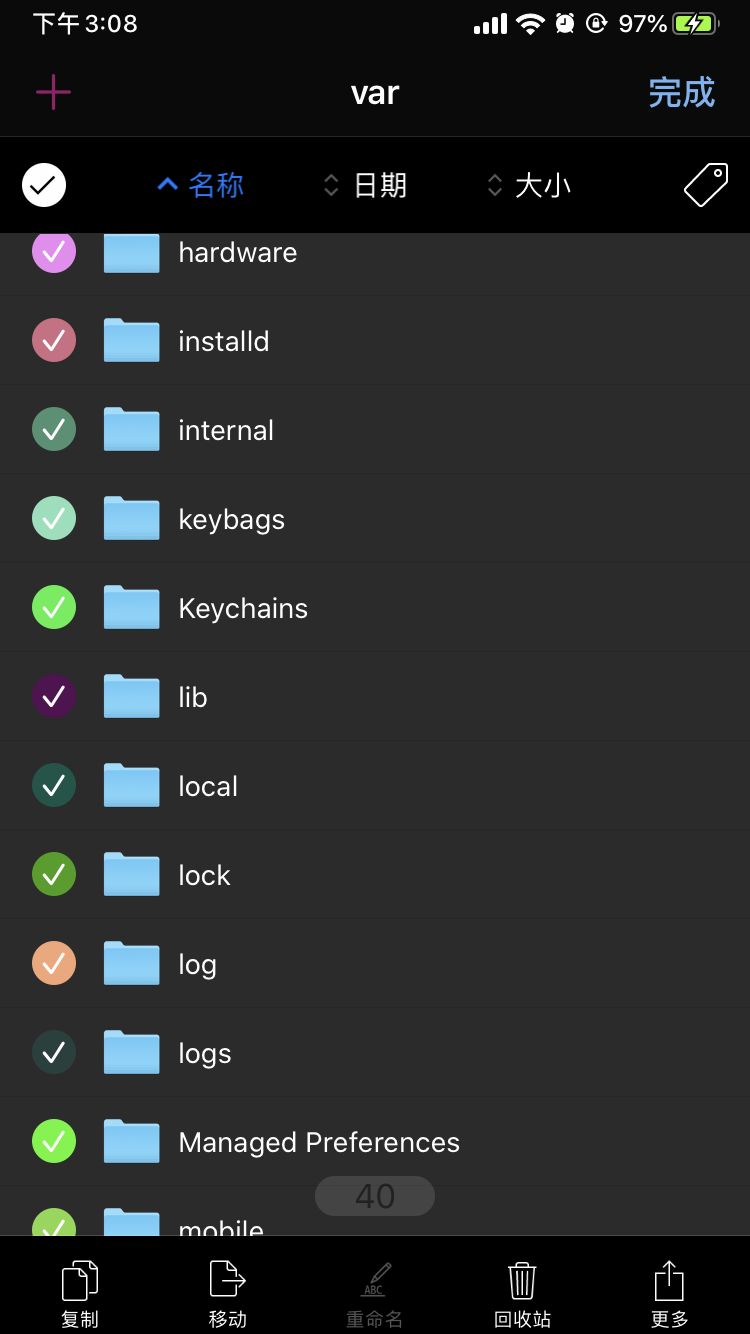 下午3:08 97%
var 完成
名称 日期 大小
hardware
installd
internal
keybags
Keychains
lib
local
lock
log
logs
Managed Preferences
40
mobile
ABC
复制 移动 重命名 回收站 更多